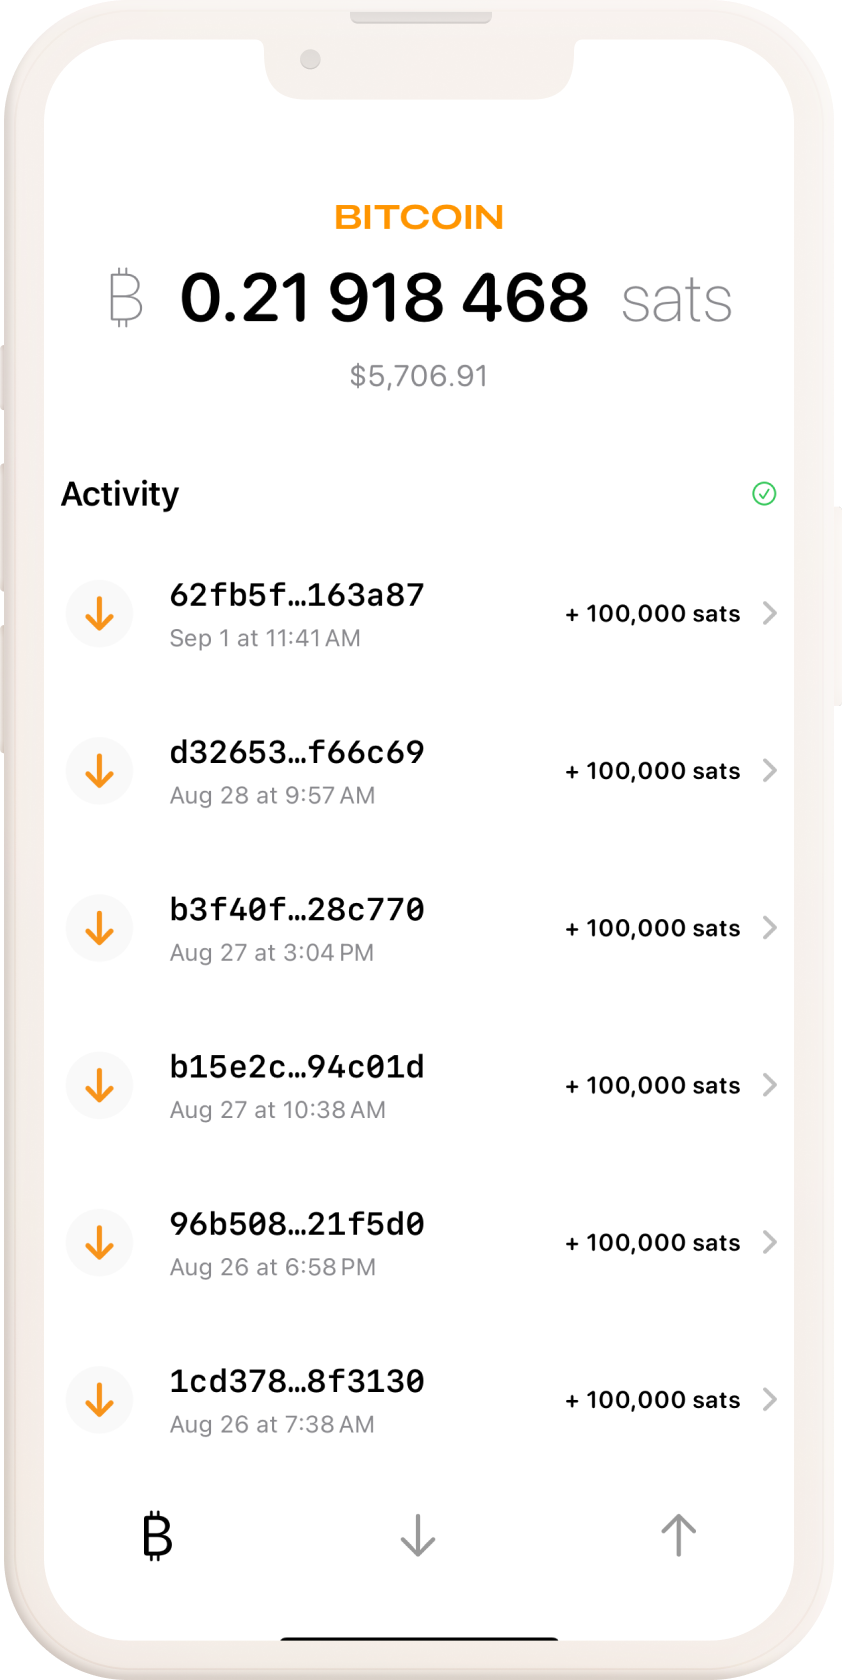 BITCOIN
₿ 0.21 918 468 sats
$5,706.91
Activity
62fb5f…163a87
Sep 1 at 11:41 AM
+ 100,000 sats
d32653…f66c69
Aug 28 at 9:57 AM
+ 100,000 sats
b3f40f…28c770
Aug 27 at 3:04 PM
+ 100,000 sats
b15e2c…94c01d
Aug 27 at 10:38 AM
+ 100,000 sats
96b508…21f5d0
Aug 26 at 6:58 PM
+ 100,000 sats
1cd378…8f3130
Aug 26 at 7:38 AM
+ 100,000 sats
₿